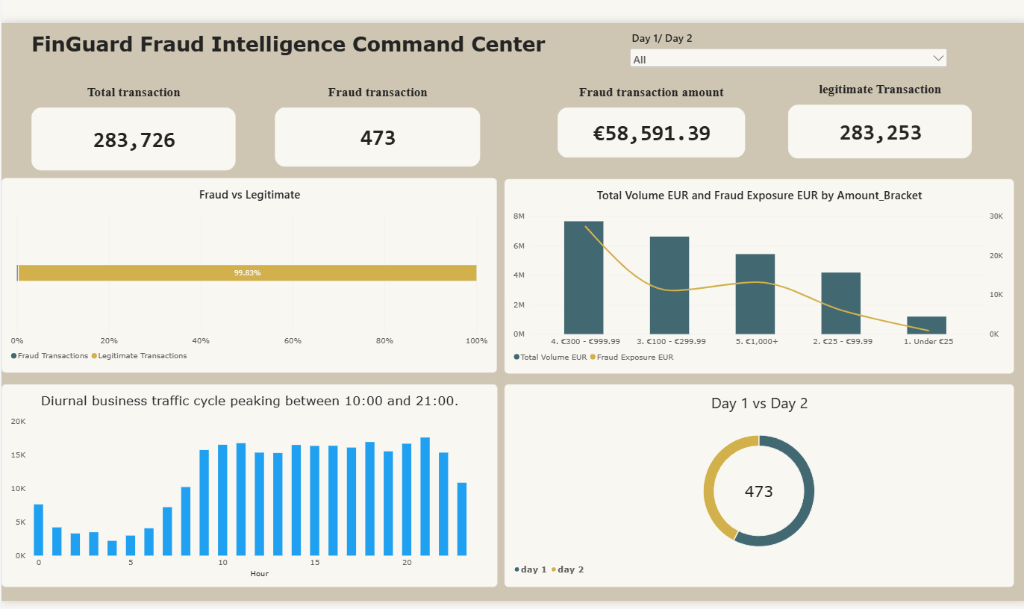 FinGuard Fraud Intelligence Command Center
Day 1/ Day 2
All
Total transaction
283,726
Fraud transaction
473
Fraud transaction amount
€58,591.39
legitimate Transaction
283,253
Fraud vs Legitimate
99.83%
0% 20% 40% 60% 80% 100%
Fraud Transactions Legitimate Transactions
Total Volume EUR and Fraud Exposure EUR by Amount_Bracket
8M 30K
6M
20K
4M
10K
2M
0M 0K
4. €300 - €999.99 3. €100 - €299.99 5. €1,000+ 2. €25 - €99.99 1. Under €25
Total Volume EUR Fraud Exposure EUR
Diurnal business traffic cycle peaking between 10:00 and 21:00.
20K
15K
10K
5K
0K
0 5 10 15 20
Hour
Day 1 vs Day 2
473
day 1 day 2